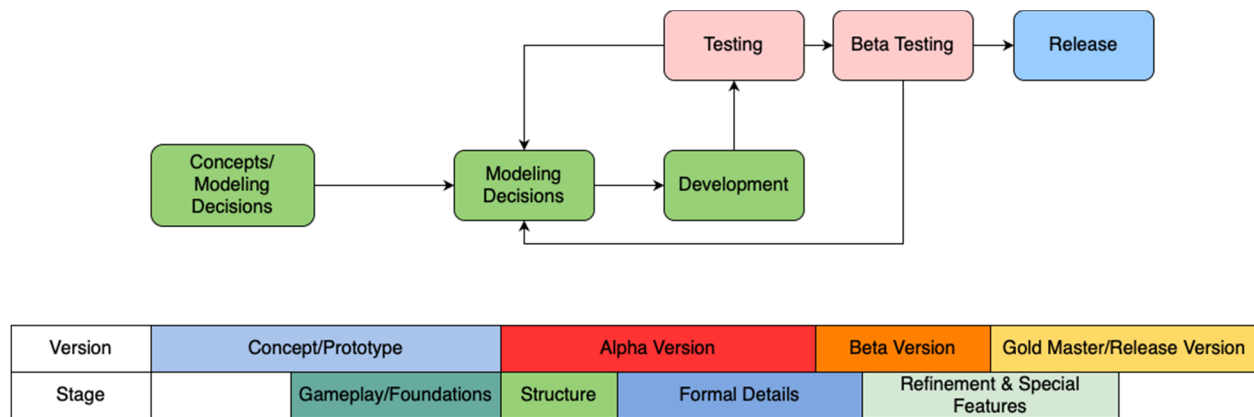 Testing
Beta Testing
Release
Concepts/
Modeling
Decisions
Modeling
Decisions
Development
Version
Concept/Prototype
Alpha Version
Beta Version
Gold Master/Release Version
Stage
Gameplay/Foundations
Structure
Formal Details
Refinement & Special
Features